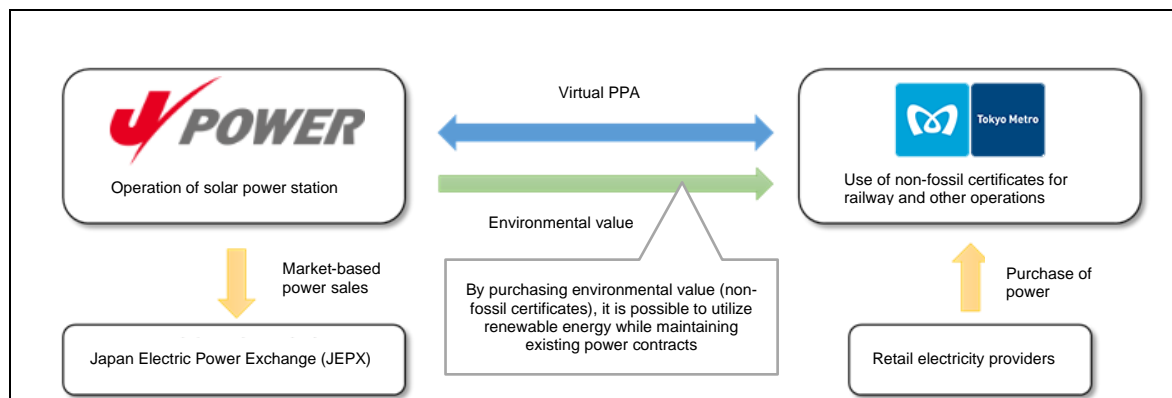 Virtual PPA
J POWER
Operation of solar power station
Tokyo Metro
Use of non-fossil certificates for
railway and other operations
Environmental value
Market-based
power sales
By purchasing environmental value (non-
fossil certificates), it is possible to utilize
renewable energy while maintaining
existing power contracts
Purchase of
power
Japan Electric Power Exchange (JEPX)
Retail electricity providers